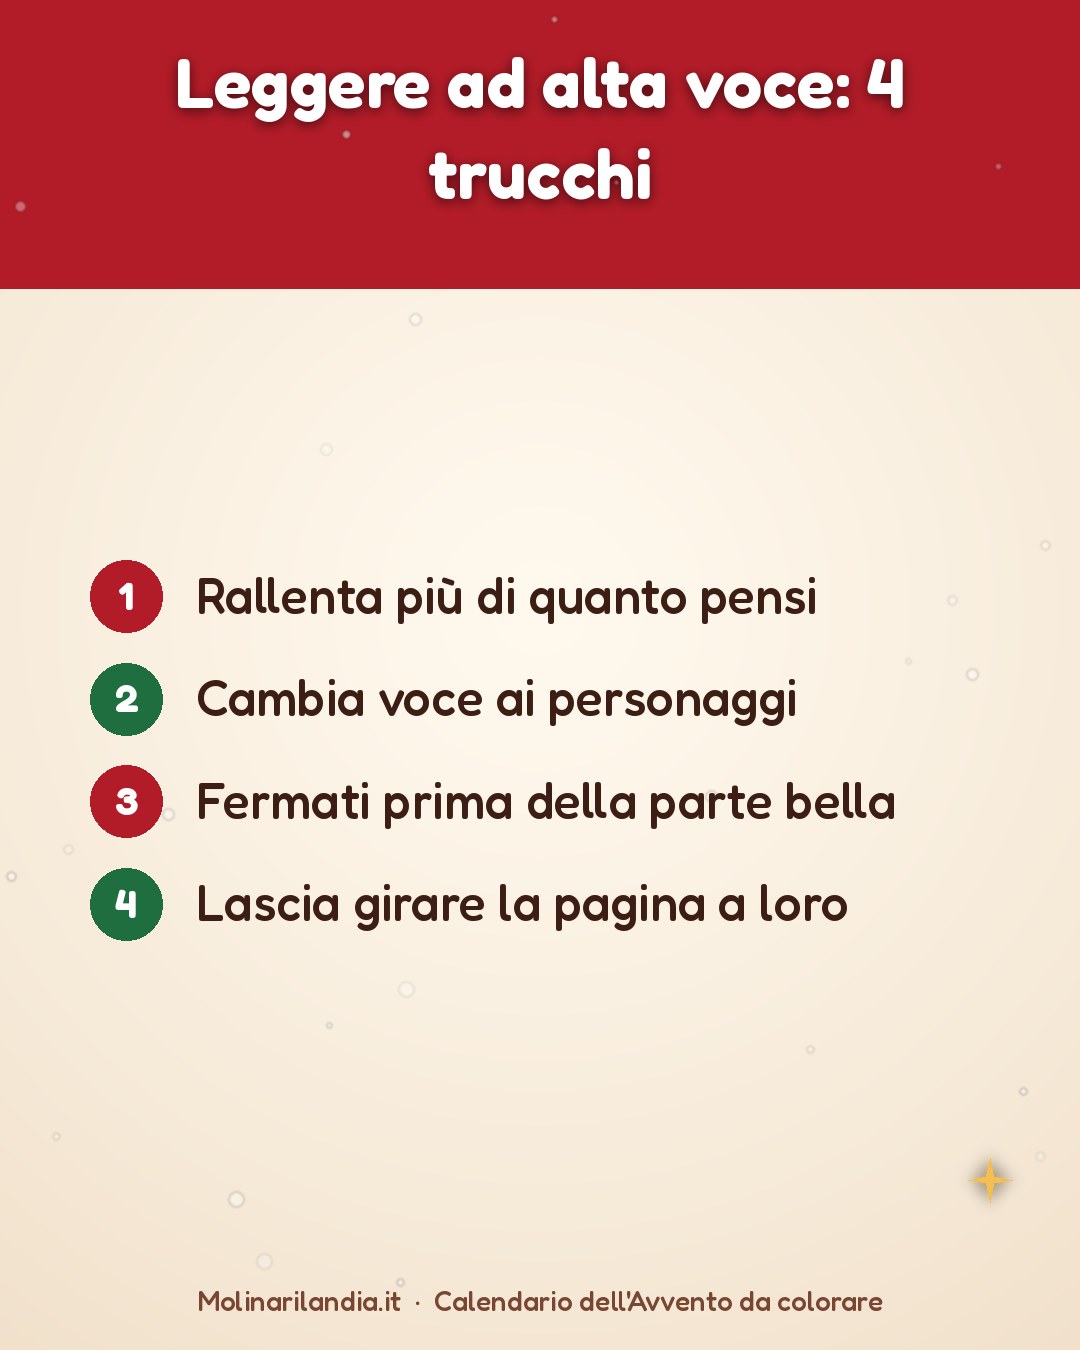 Leggere ad alta voce: 4
trucchi
1 Rallenta più di quanto pensi
2 Cambia voce ai personaggi
3 Fermati prima della parte bella
4 Lascia girare la pagina a loro
Molinarilandia.it · Calendario dell'Avvento da colorare